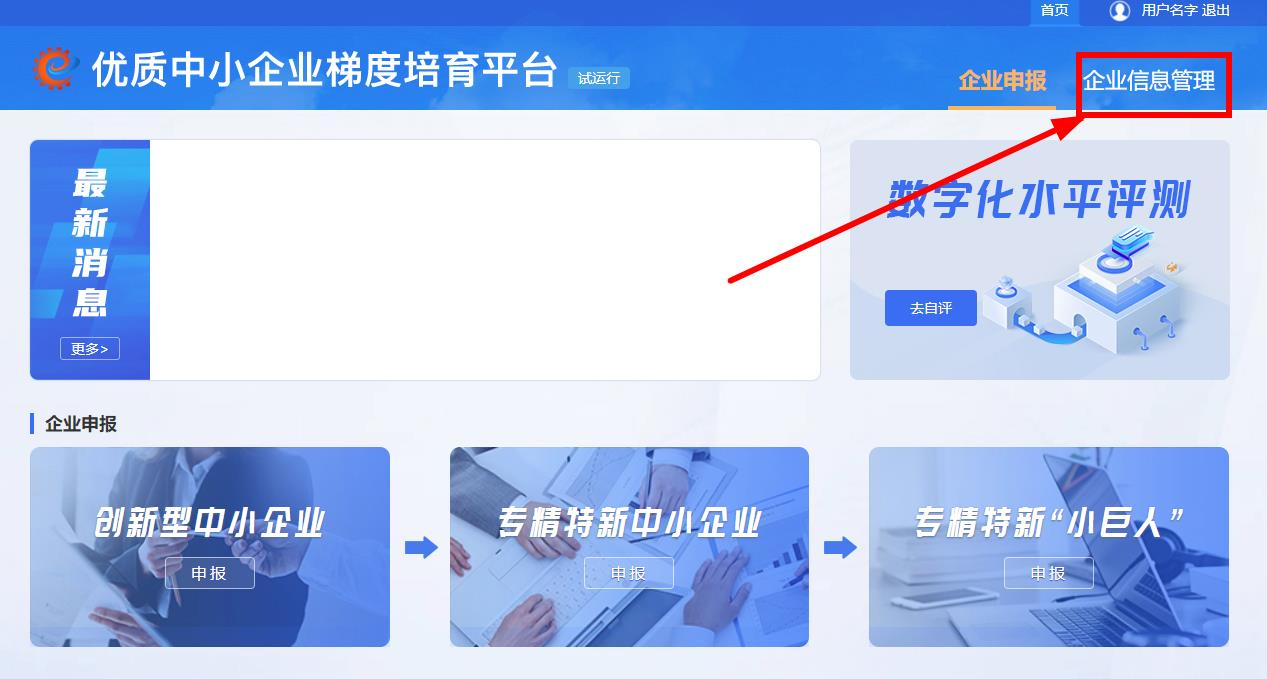 首页
用户名字 退出
优质中小企业梯度培育平台
试运行
企业申报
企业信息管理
最新消息
更多>
数字化水平评测
去自评
企业申报
创新型中小企业
申报
专精特新中小企业
申报
专精特新“小巨人”
申报